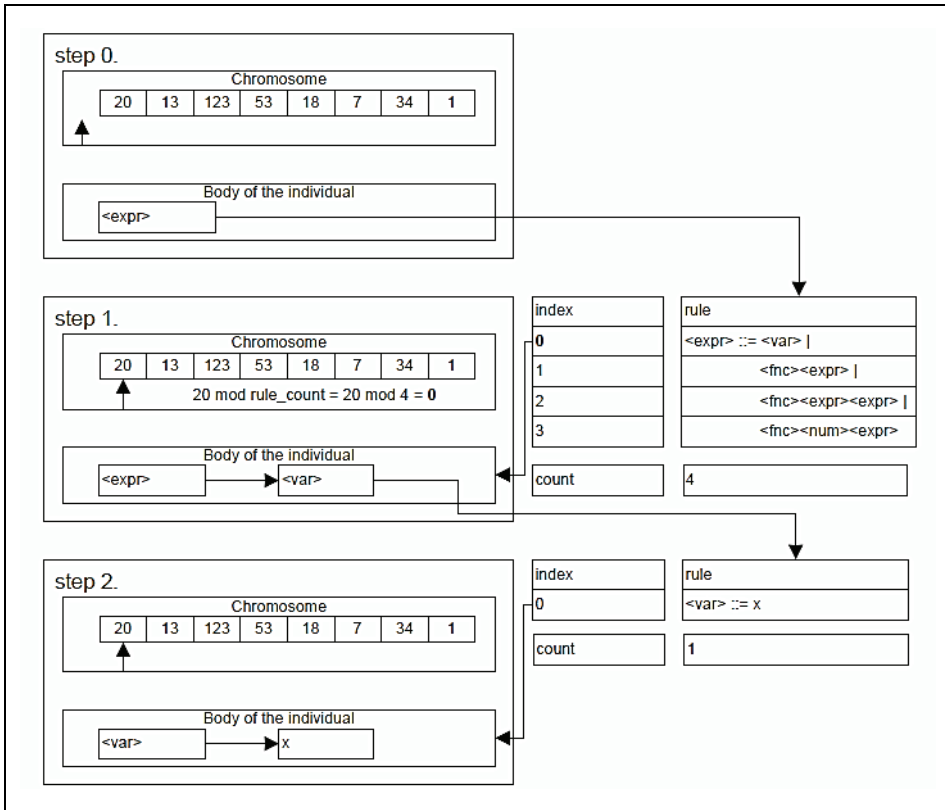 step 0.
Chromosome
20 13 123 53 18 7 34 1
Body of the individual
<expr>
step 1.
Chromosome
20 13 123 53 18 7 34 1
20 mod rule_count = 20 mod 4 = 0
Body of the individual
<expr> <var>
index rule
0 <expr> ::= <var> |
1 <fnc><expr> |
2 <fnc><expr><expr> |
3 <fnc><num><expr>
count 4
step 2.
Chromosome
20 13 123 53 18 7 34 1
Body of the individual
<var> x
index rule
0 <var> ::= x
count 1